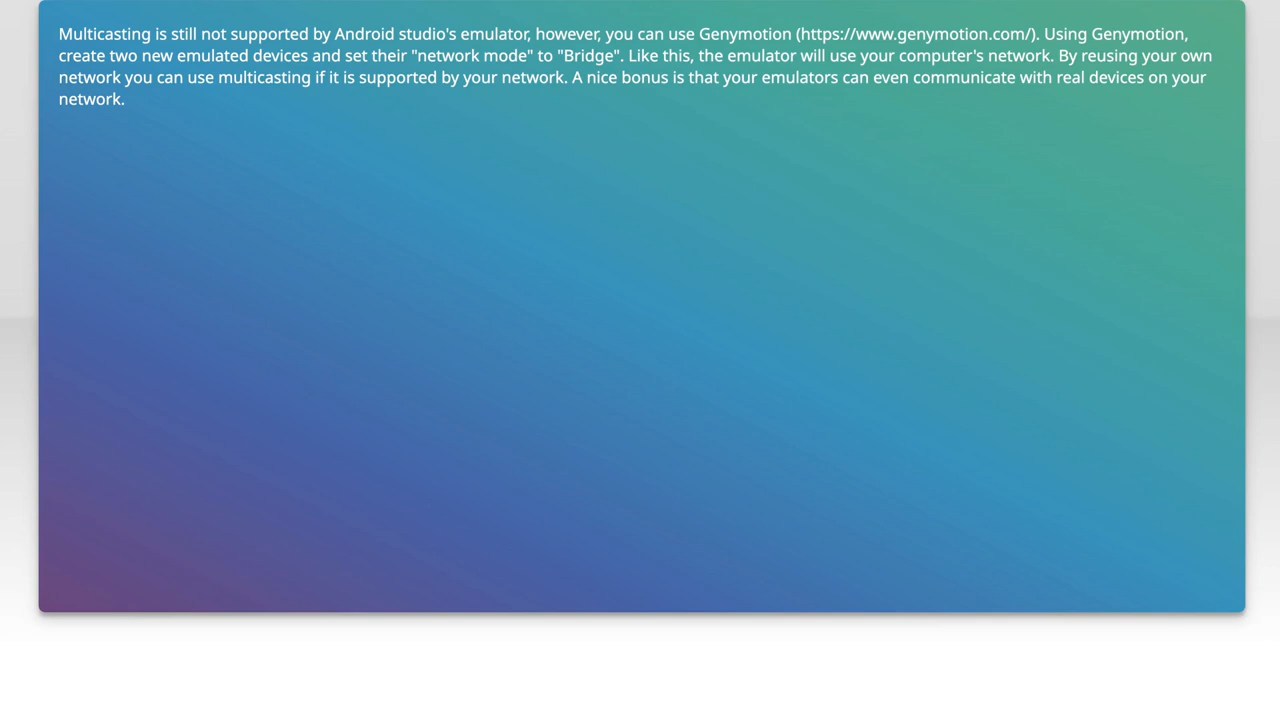 Multicasting is still not supported by Android studio's emulator, however, you can use Genymotion (https://www.genymotion.com/). Using Genymotion,
create two new emulated devices and set their "network mode" to "Bridge". Like this, the emulator will use your computer's network. By reusing your own
network you can use multicasting if it is supported by your network. A nice bonus is that your emulators can even communicate with real devices on your
network.